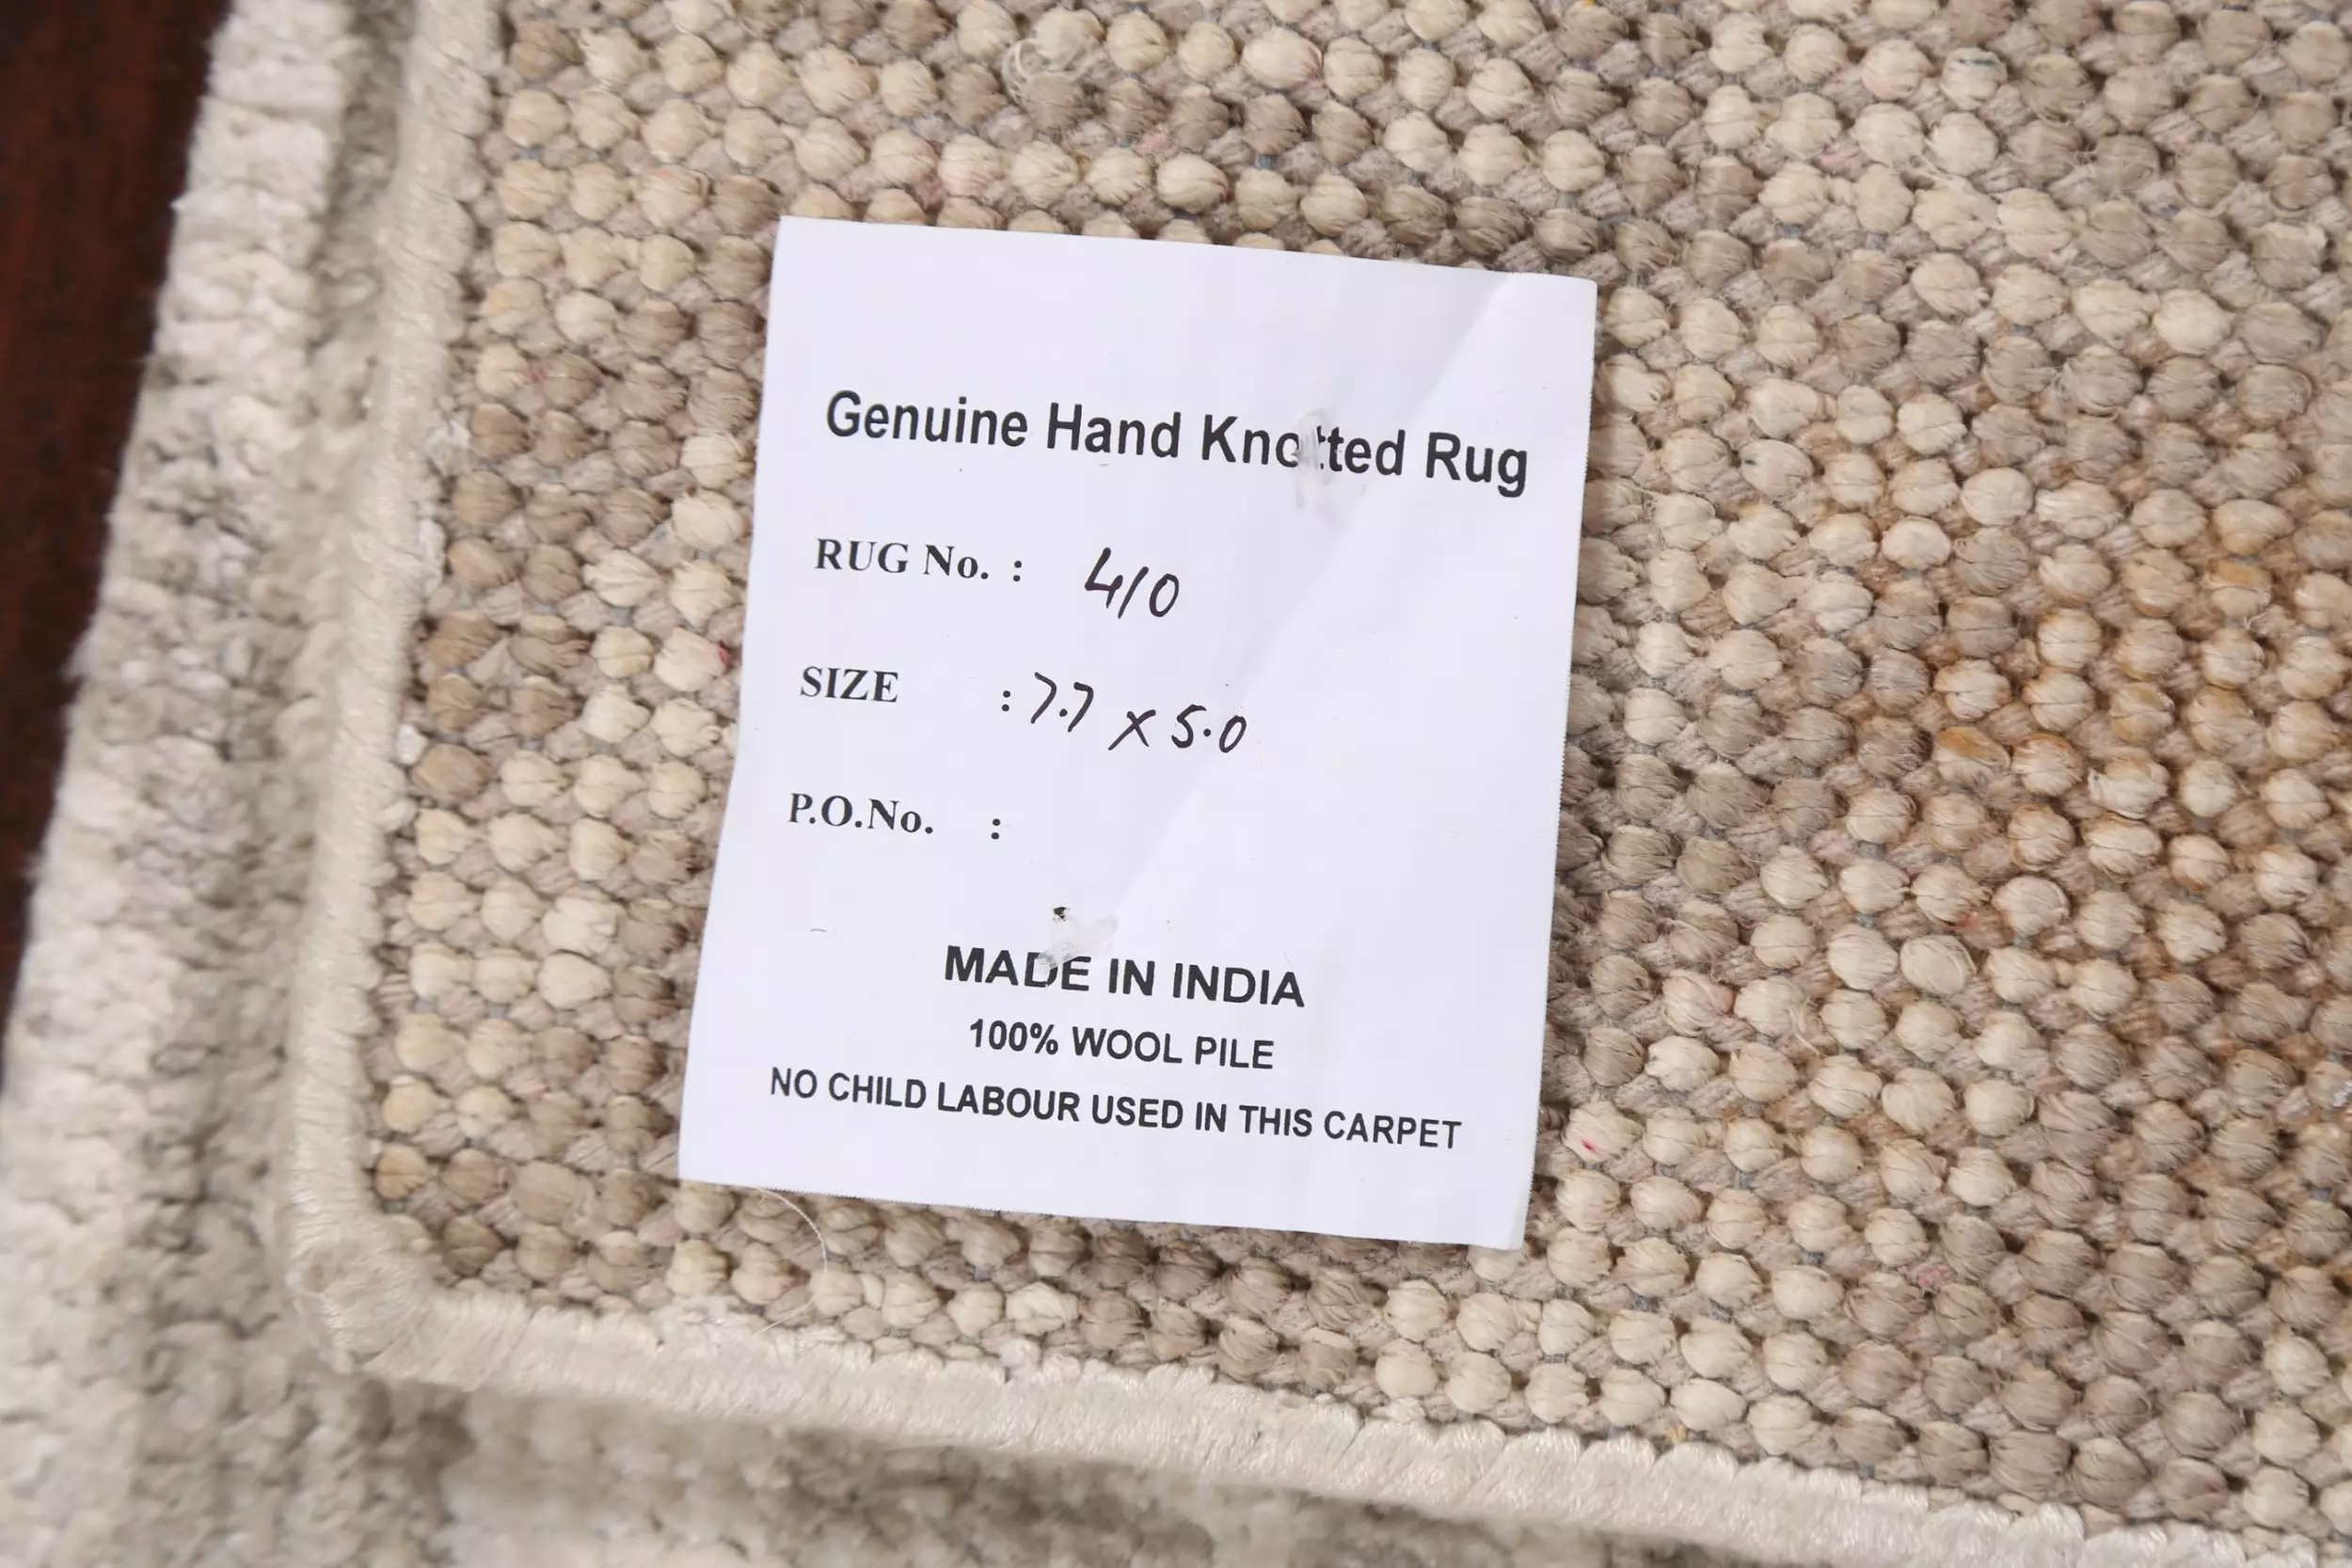 Genuine Hand Knotted Rug
RUG No. : 410
SIZE : 7.7 x 5.0
P.O.No. :
MADE IN INDIA
100% WOOL PILE
NO CHILD LABOUR USED IN THIS CARPET